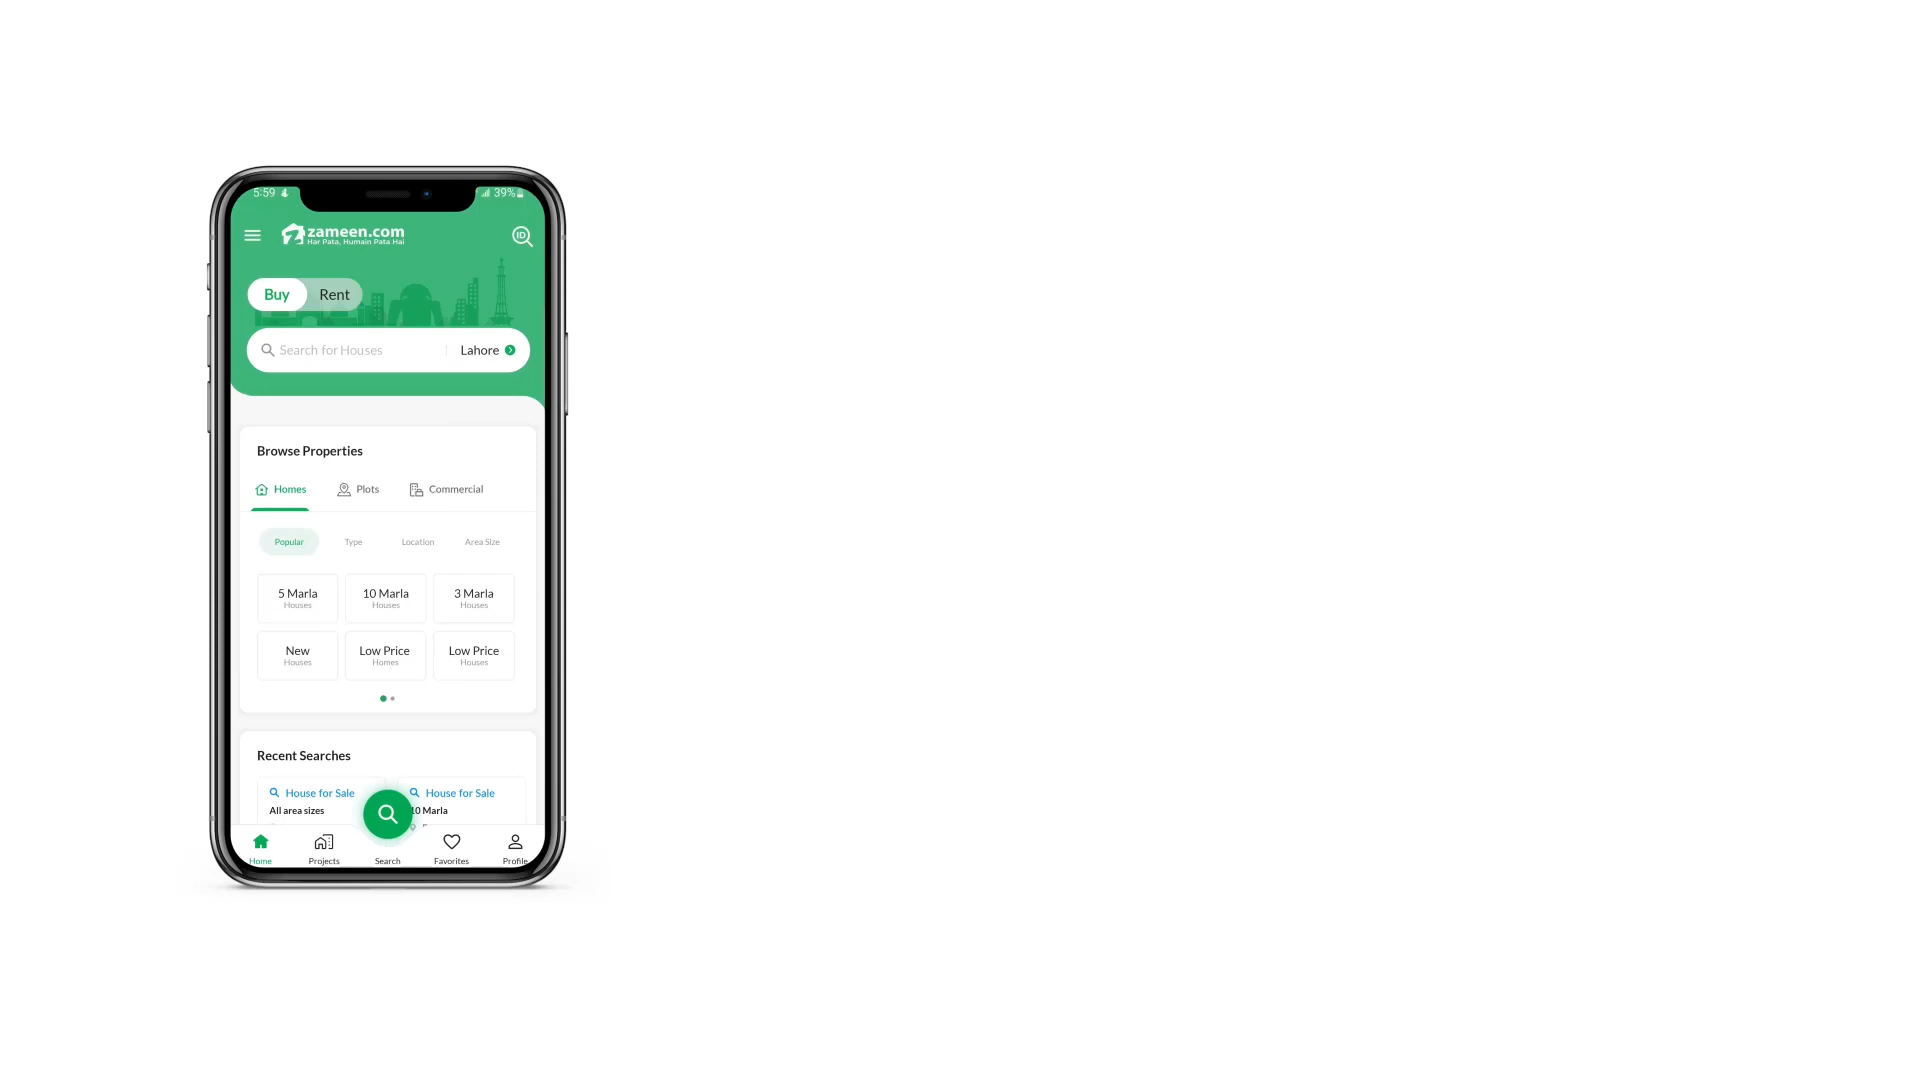 5:59
39%
zameen.com
Har Pata, Humain Pata Hai
ID
Buy
Rent
Search for Houses
Lahore
Browse Properties
Homes
Plots
Commercial
Popular
Type
Location
Area Size
5 Marla
Houses
10 Marla
Houses
3 Marla
Houses
New
Houses
Low Price
Homes
Low Price
Houses
Recent Searches
House for Sale
All area sizes
House for Sale
10 Marla
Home
Projects
Search
Favorites
Profile